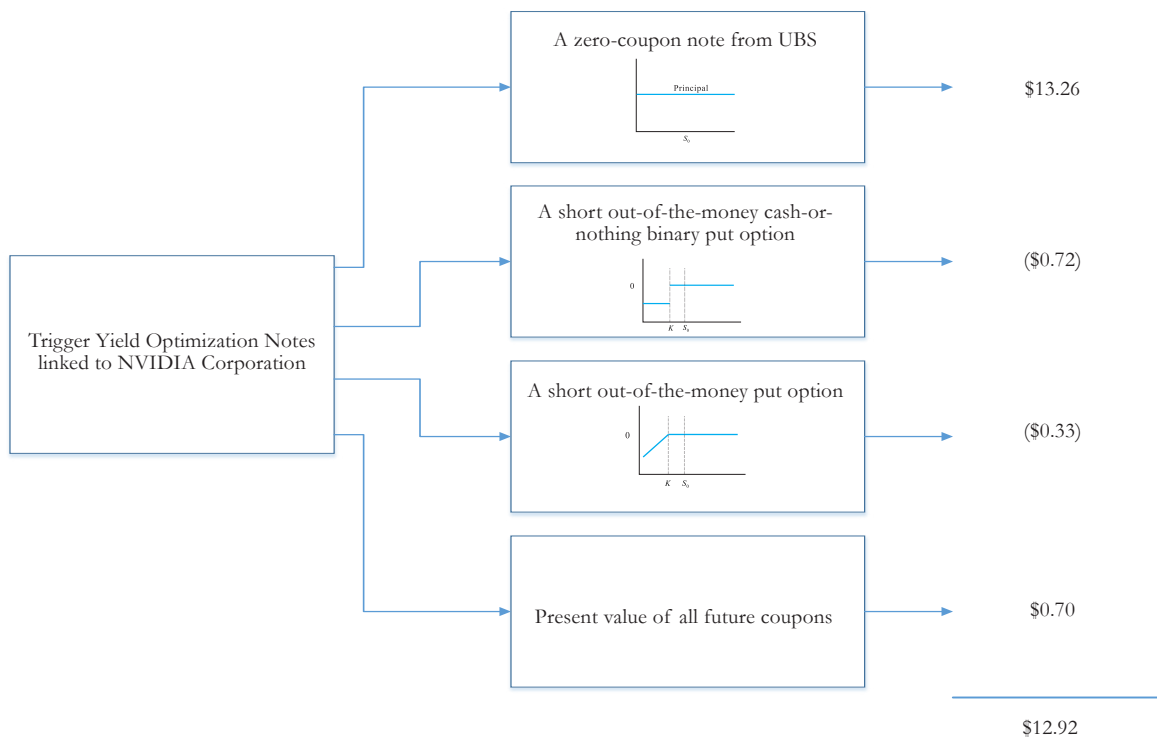 A zero-coupon note from UBS
Principal
S0
$13.26
A short out-of-the-money cash-or-
nothing binary put option
0
K S0
($0.72)
Trigger Yield Optimization Notes
linked to NVIDIA Corporation
A short out-of-the-money put option
0
K S0
($0.33)
Present value of all future coupons
$0.70
$12.92